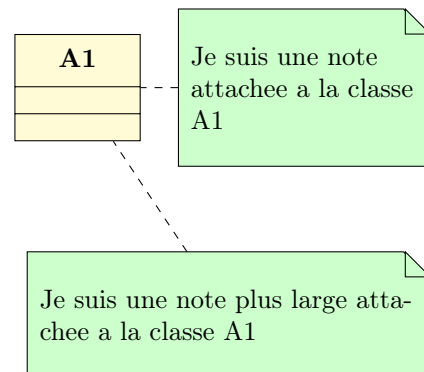 A1
Je suis une note
attachee a la classe
A1
Je suis une note plus large atta-
chee a la classe A1